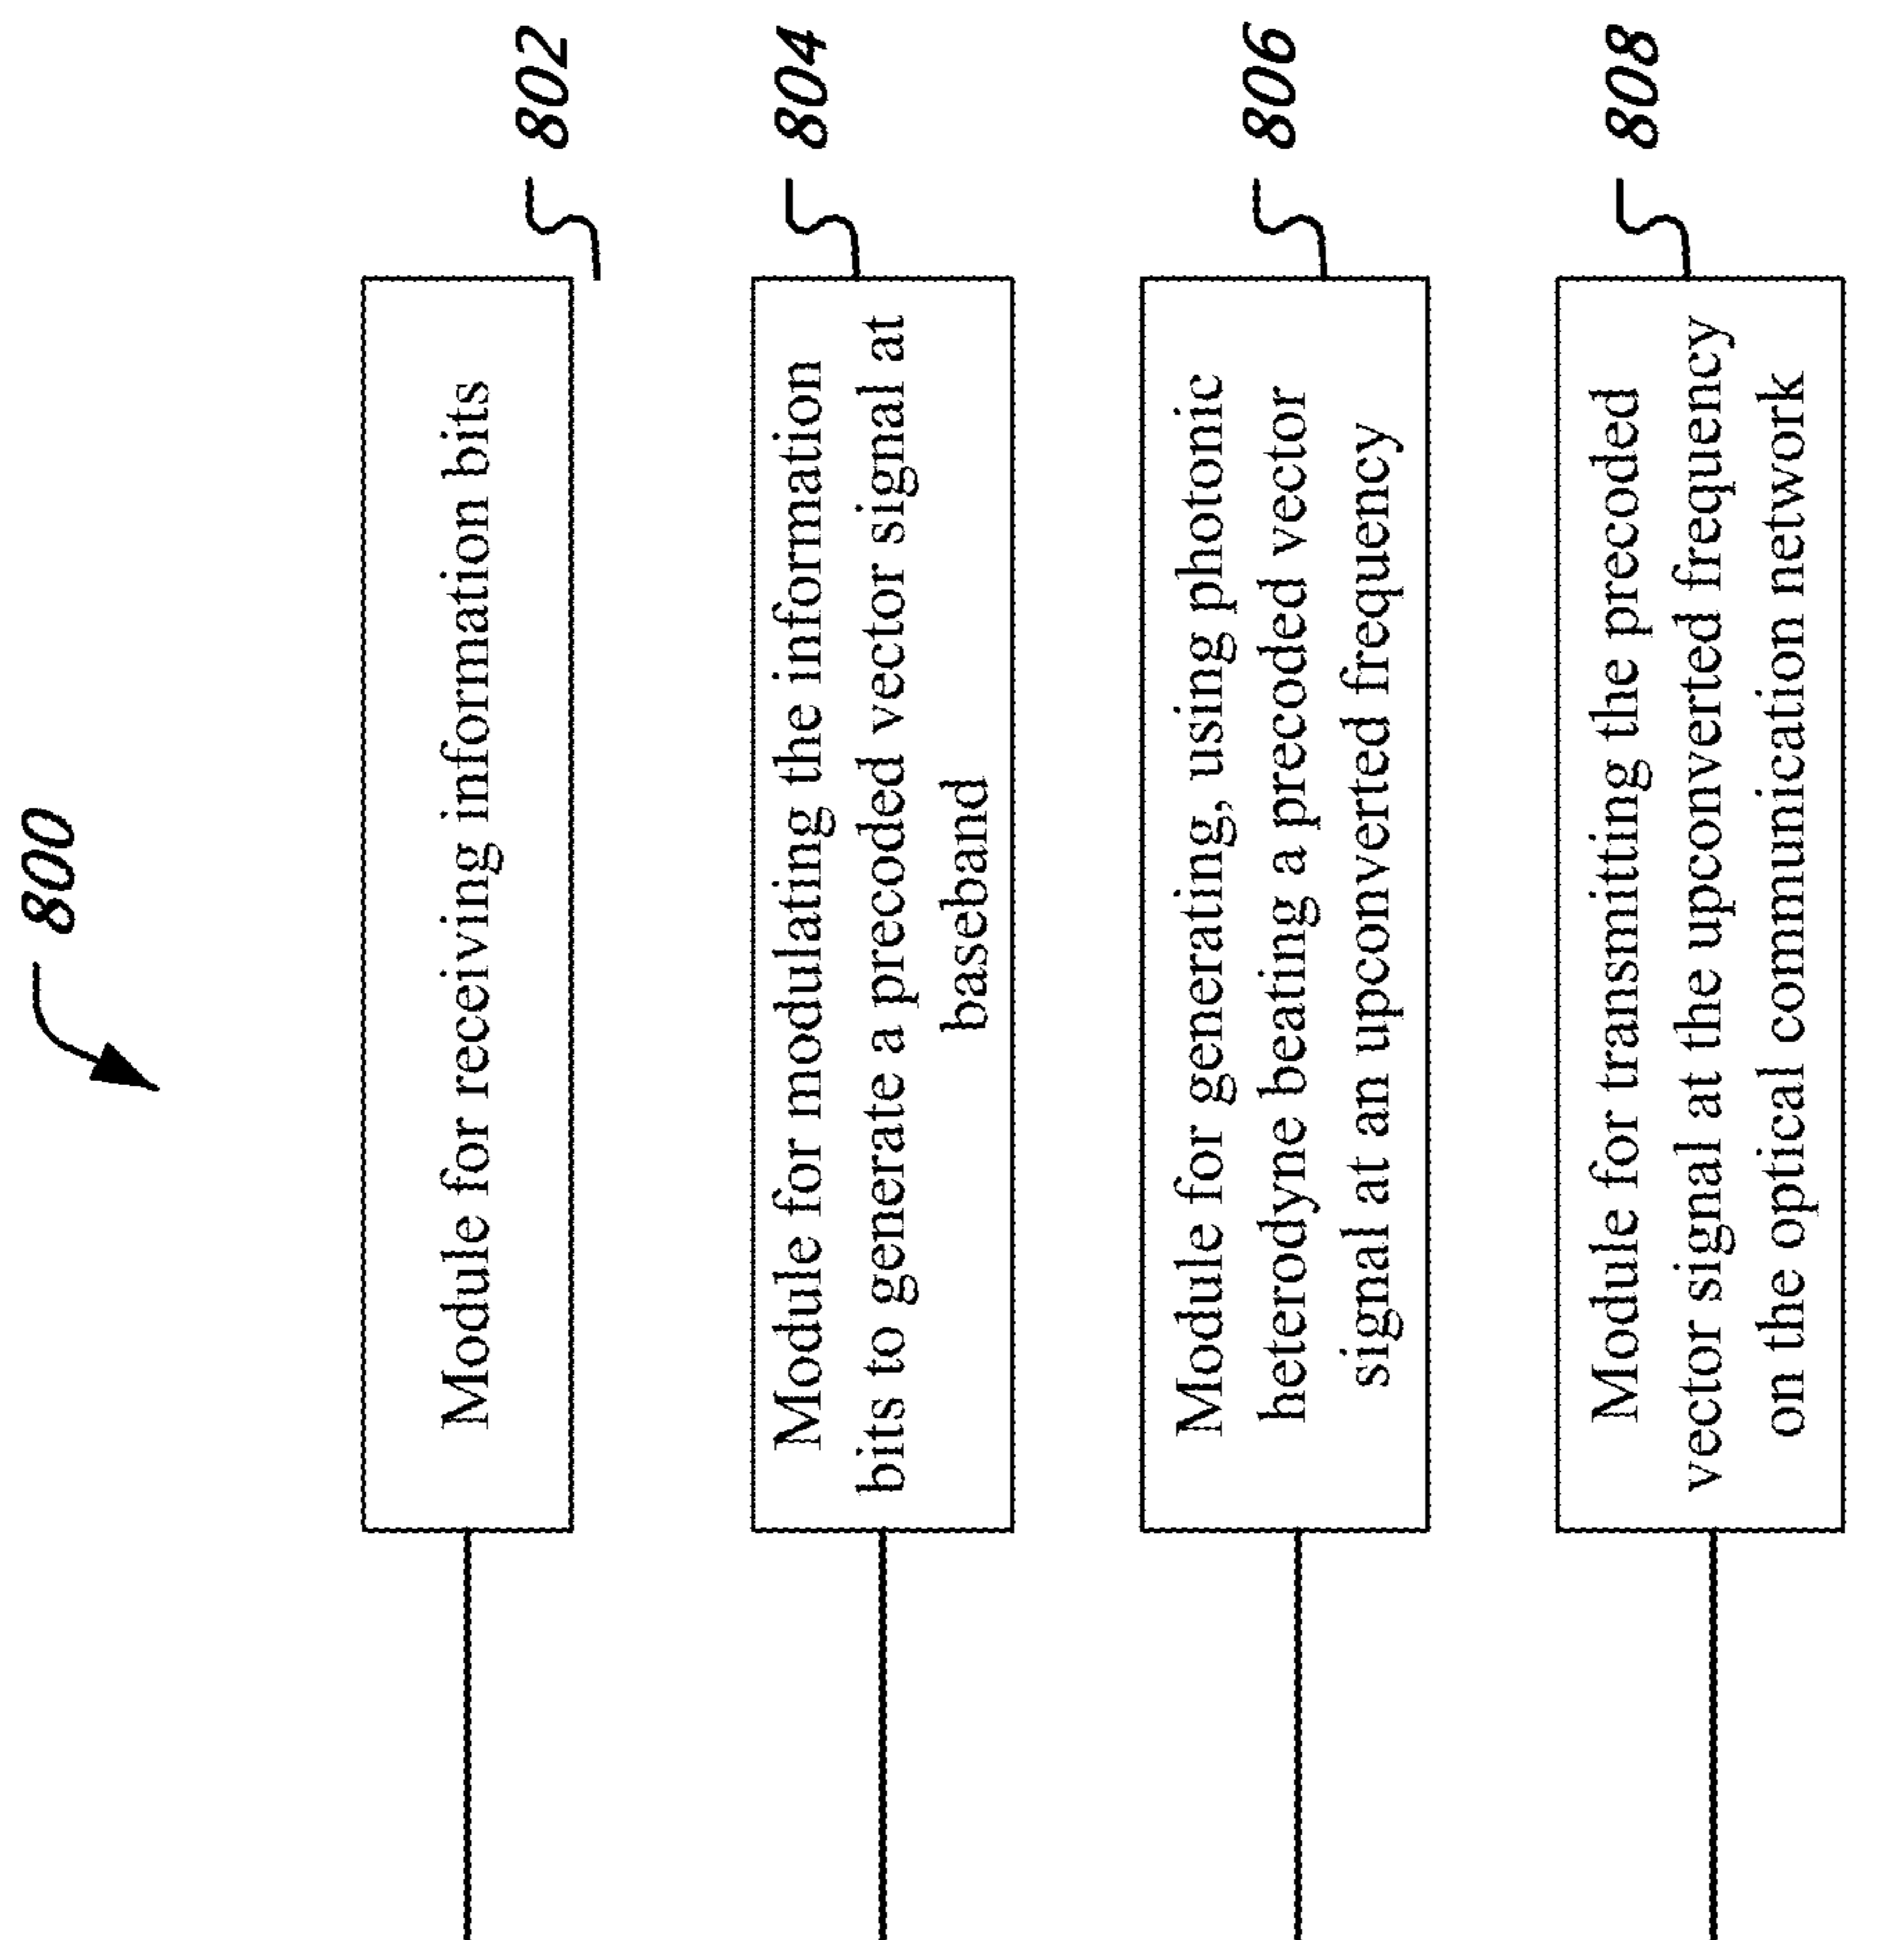 800
Module for receiving information bits
802
Module for modulating the information
bits to generate a precoded vector signal at
baseband
804
Module for generating, using photonic
heterodyne beating a precoded vector
signal at an upconverted frequency
806
Module for transmitting the precoded
vector signal at the upconverted frequency
on the optical communication network
808